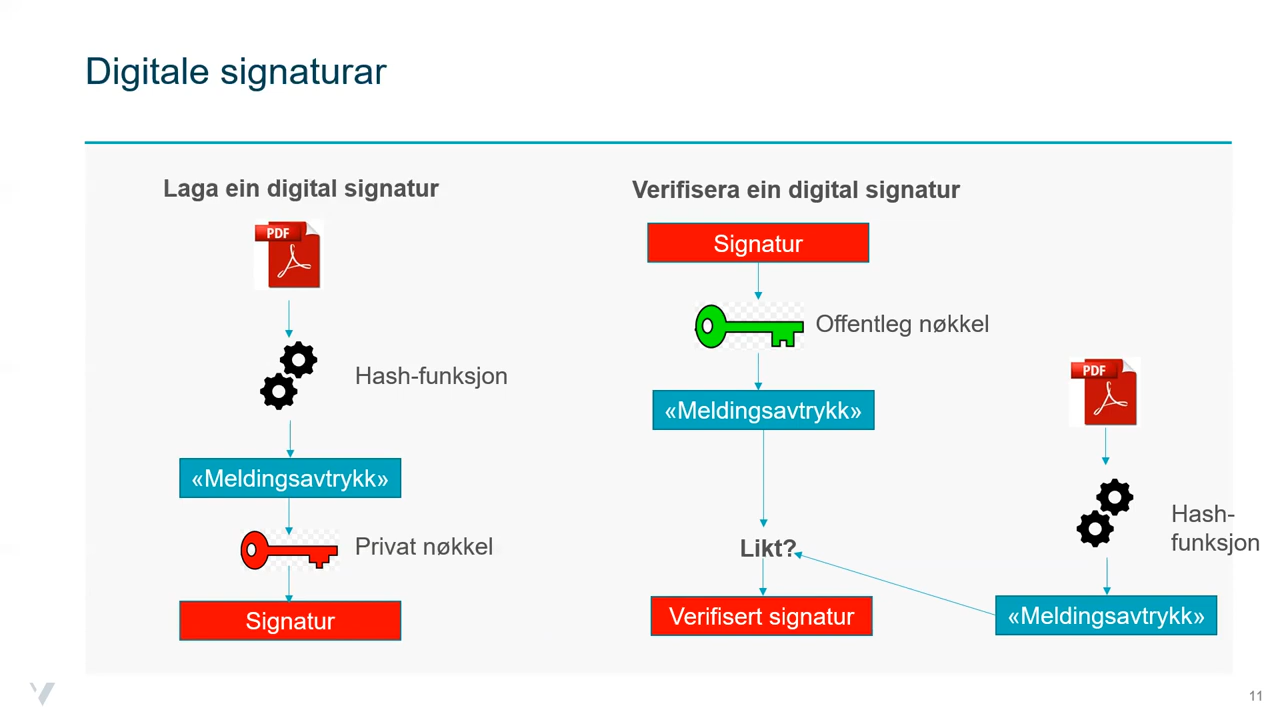 Digitale signaturar
Laga ein digital signatur
PDF
Hash-funksjon
«Meldingsavtrykk»
Privat nøkkel
Signatur
Verifisera ein digital signatur
Signatur
Offentleg nøkkel
«Meldingsavtrykk»
Likt?
Verifisert signatur
PDF
Hash-
funksjon
«Meldingsavtrykk»
11